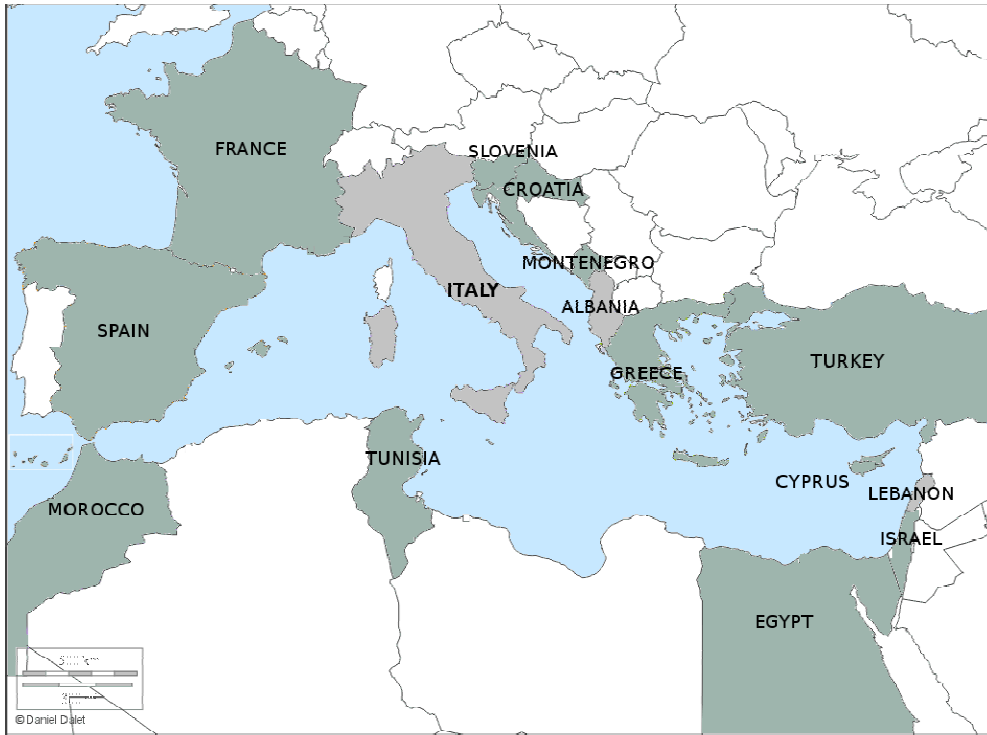 FRANCE
SLOVENIA
CROATIA
MONTENEGRO
ITALY
ALBANIA
SPAIN
GREECE
TURKEY
TUNISIA
CYPRUS
LEBANON
MOROCCO
ISRAEL
EGYPT
© Daniel Dalet